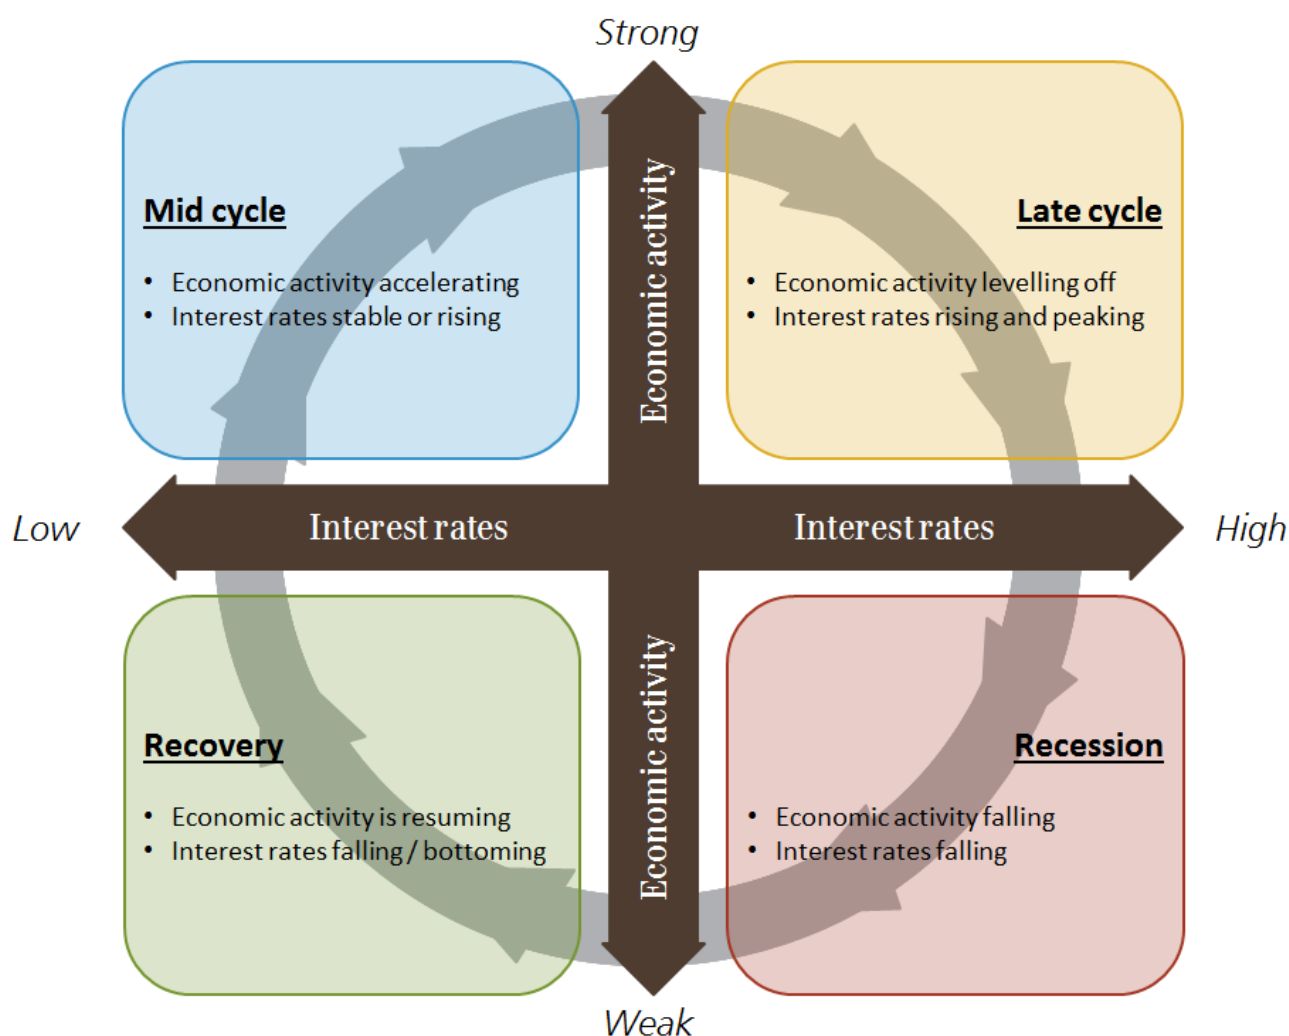 Strong
Mid cycle
• Economic activity accelerating
• Interest rates stable or rising
Economic activity
Late cycle
• Economic activity levelling off
• Interest rates rising and peaking
Low
Interest rates
Interest rates
High
Recovery
• Economic activity is resuming
• Interest rates falling / bottoming
Economic activity
Recession
• Economic activity falling
• Interest rates falling
Weak